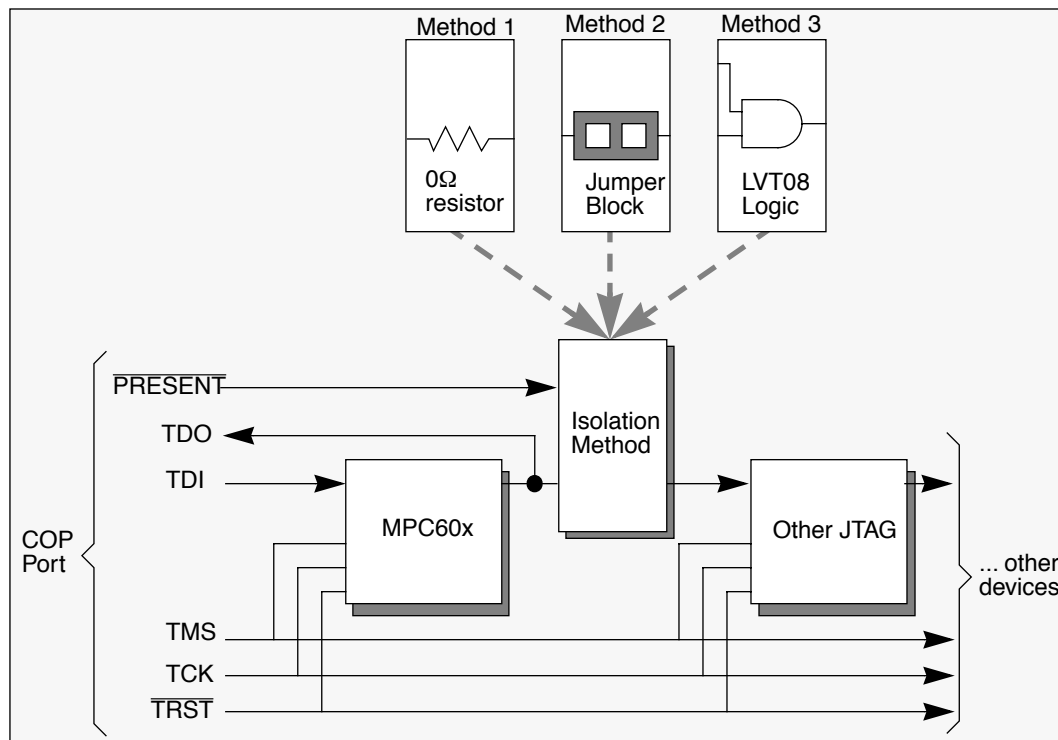 Method 1
Method 2
Method 3
0Ω
resistor
Jumper
Block
LVT08
Logic
PRESENT
Isolation
Method
TDO
TDI
MPC60x
Other JTAG
COP
Port
... other
devices
TMS
TCK
TRST